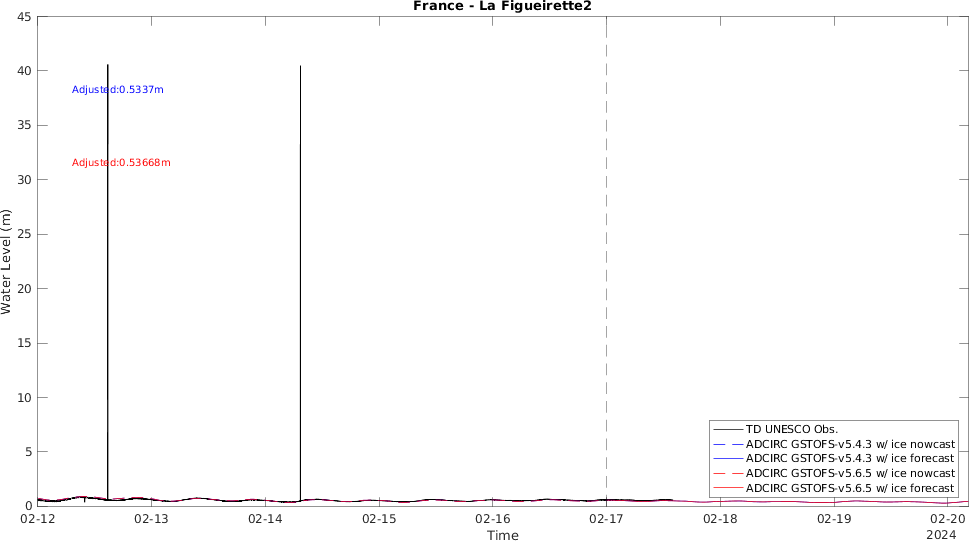 France - La Figueirette2
45
40
35
30
25
20
15
10
5
0
Water Level (m)
Adjusted:0.5337m
Adjusted:0.53668m
TD UNESCO Obs.
ADCIRC GSTOFS-v5.4.3 w/ ice nowcast
ADCIRC GSTOFS-v5.4.3 w/ ice forecast
ADCIRC GSTOFS-v5.6.5 w/ ice nowcast
ADCIRC GSTOFS-v5.6.5 w/ ice forecast
02-12 02-13 02-14 02-15 02-16 02-17 02-18 02-19 02-20
2024
Time